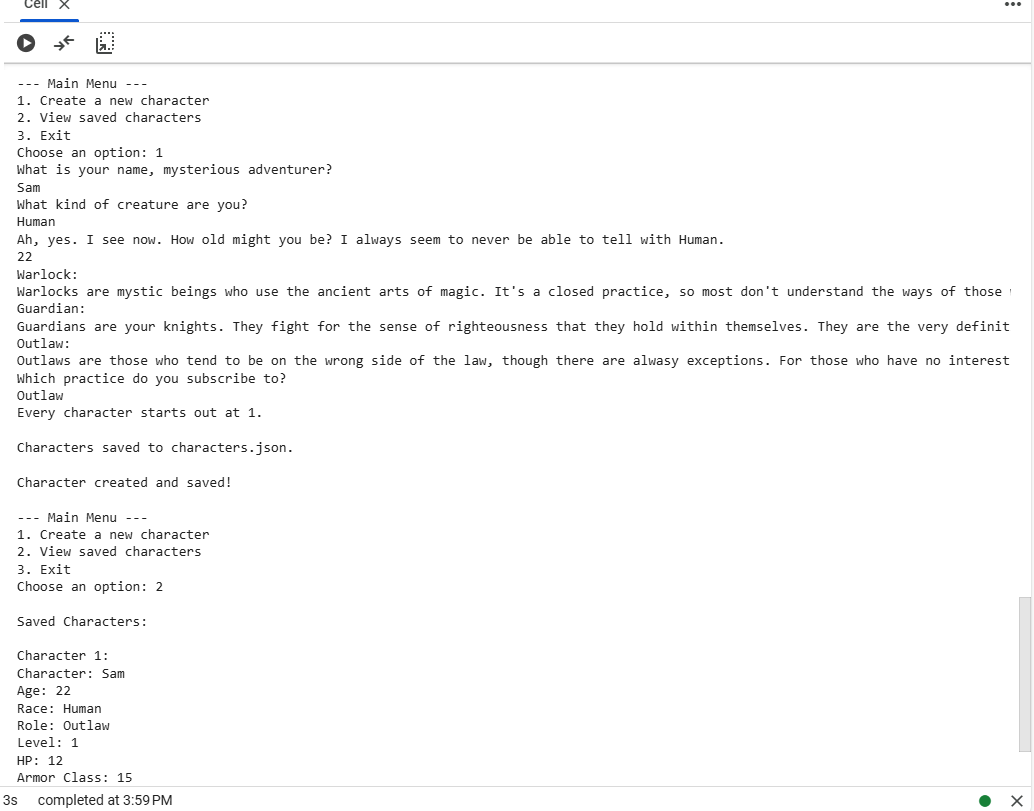 Cell
--- Main Menu ---
1. Create a new character
2. View saved characters
3. Exit
Choose an option: 1
What is your name, mysterious adventurer?
Sam
What kind of creature are you?
Human
Ah, yes. I see now. How old might you be? I always seem to never be able to tell with Human.
22
Warlock:
Warlocks are mystic beings who use the ancient arts of magic. It's a closed practice, so most don't understand the ways of those
Guardian:
Guardians are your knights. They fight for the sense of righteousness that they hold within themselves. They are the very definit
Outlaw:
Outlaws are those who tend to be on the wrong side of the law, though there are alwasy exceptions. For those who have no interest
Which practice do you subscribe to?
Outlaw
Every character starts out at 1.
Characters saved to characters.json.
Character created and saved!
--- Main Menu ---
1. Create a new character
2. View saved characters
3. Exit
Choose an option: 2
Saved Characters:
Character 1:
Character: Sam
Age: 22
Race: Human
Role: Outlaw
Level: 1
HP: 12
Armor Class: 15
3s completed at 3:59 PM